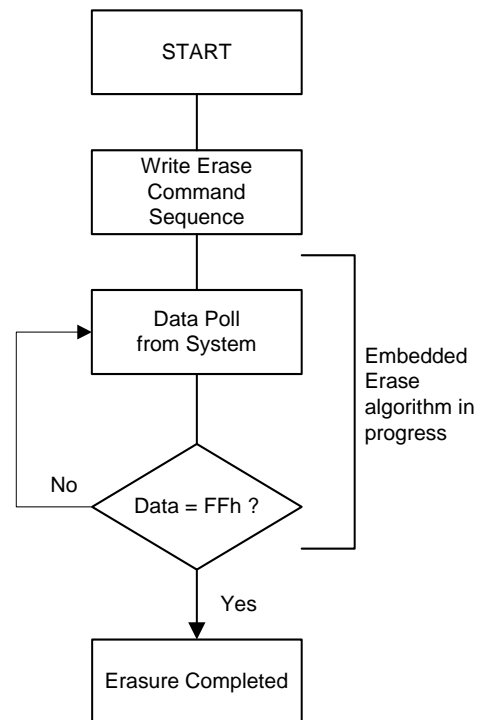 START
Write Erase
Command
Sequence
Data Poll
from System
Embedded
Erase
algorithm in
progress
No
Data = FFh ?
Yes
Erasure Completed